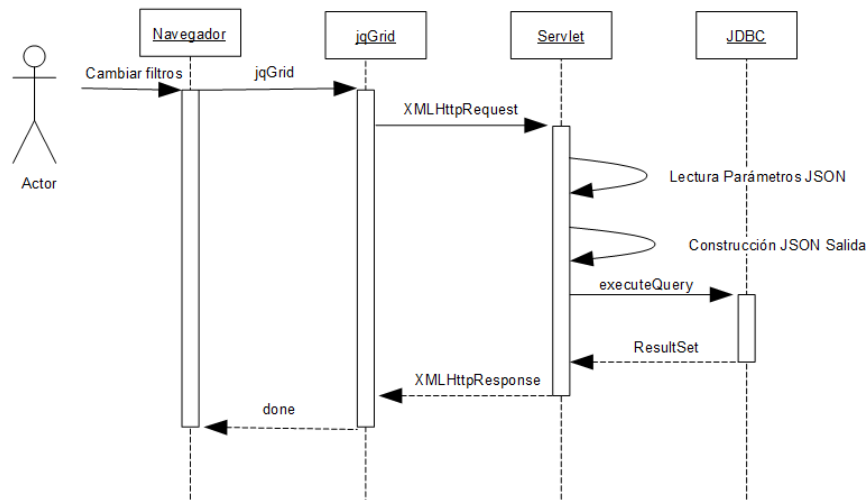 Navegador
jqGrid
Servlet
JDBC
Cambiar filtros
jqGrid
XMLHttpRequest
Actor
Lectura Parámetros JSON
Construcción JSON Salida
executeQuery
ResultSet
XMLHttpResponse
done